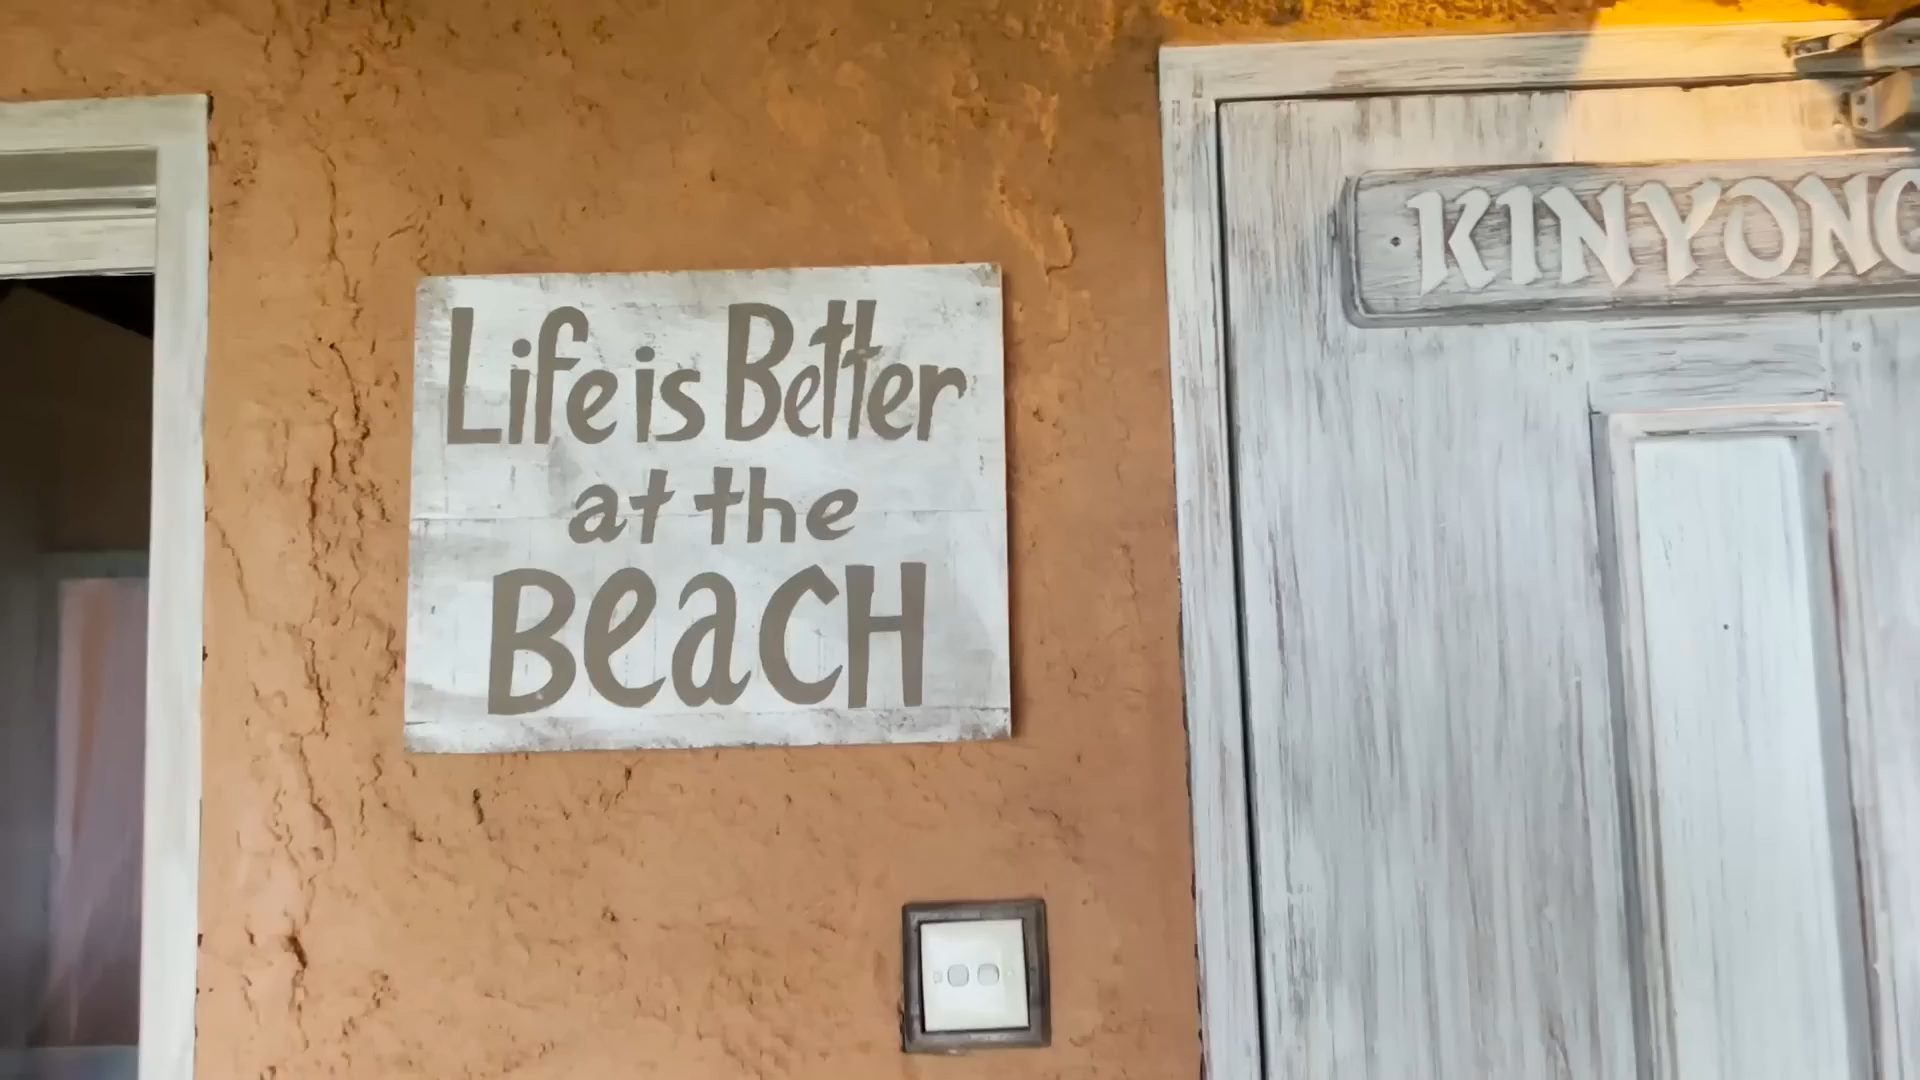 Life is Better
at the
BeacH
KINYONG